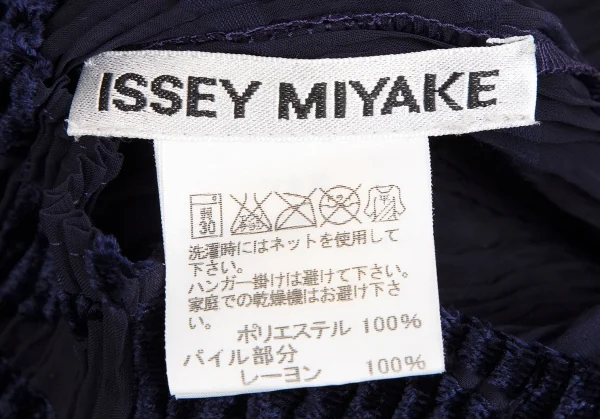 ISSEY MIYAKE
弱
30
洗濯時にはネットを使用して
下さい。
ハンガー掛けは避けて下さい。
家庭での乾燥機はお避け下さ
い。
ポリエステル 100%
パイル部分
レーヨン 100%